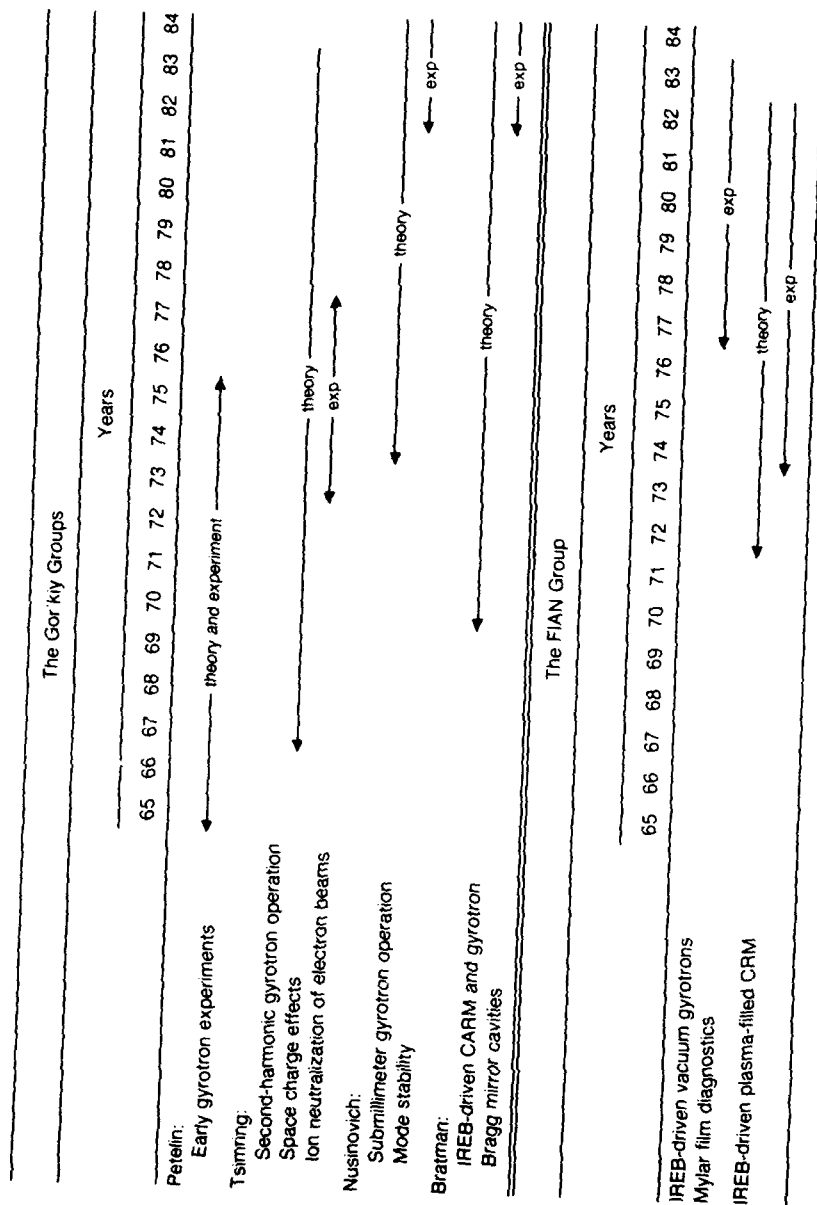 The Gor'kiy Groups
Years
65 66 67 68 69 70 71 72 73 74 75 76 77 78 79 80 81 82 83 84
Petelin:
Early gyrotron experiments
theory and experiment
Tsimring:
Second-harmonic gyrotron operation
Space charge effects
theory
Ion neutralization of electron beams
exp
Nusinovich:
Submillimeter gyrotron operation
theory
Mode stability
exp
Bratman:
IREB-driven CARM and gyrotron
theory
Bragg mirror cavities
exp
The FIAN Group
Years
65 66 67 68 69 70 71 72 73 74 75 76 77 78 79 80 81 82 83 84
IREB-driven vacuum gyrotrons
Mylar film diagnostics
exp
IREB-driven plasma-filled CRM
theory
exp